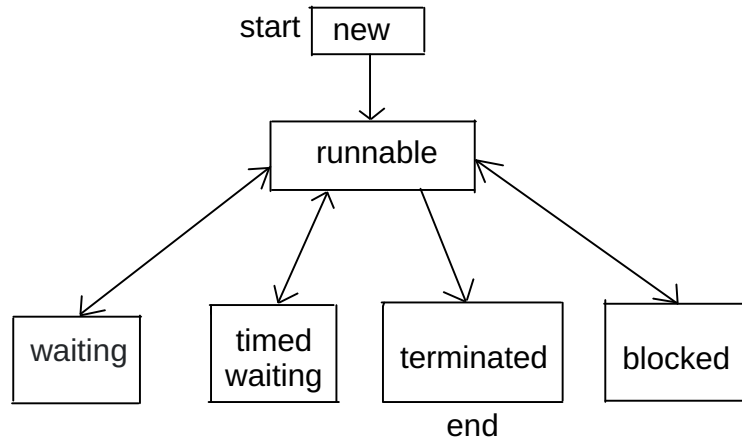 start
new
runnable
waiting
timed
waiting
terminated
blocked
end